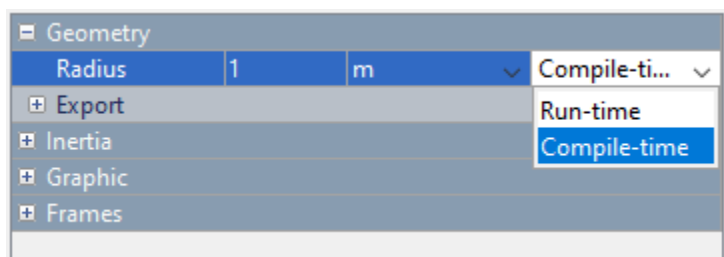 Geometry
Radius 1 m Compile-ti...
Export
Run-time
Inertia
Compile-time
Graphic
Frames